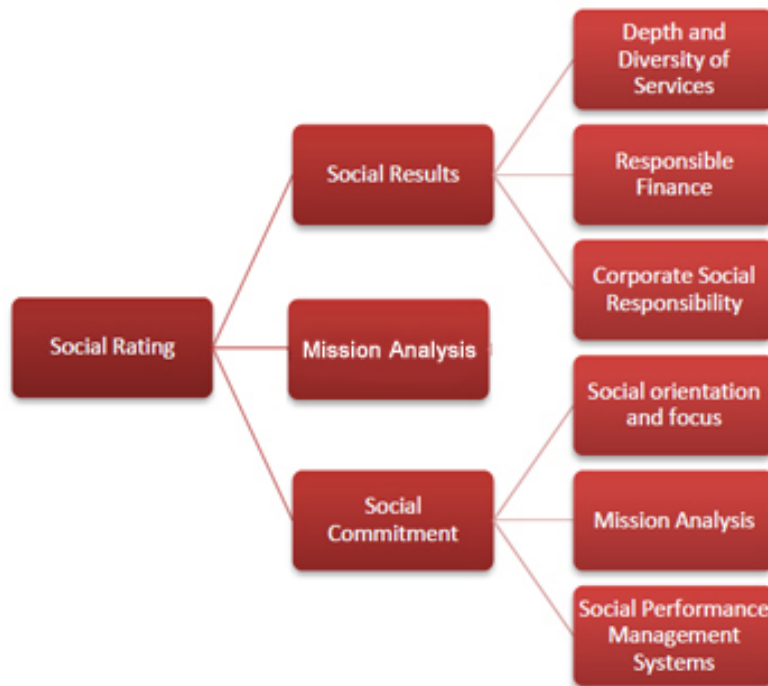 Depth and
Diversity of
Services
Social Results
Responsible
Finance
Corporate Social
Responsibility
Social Rating
Mission Analysis
Social orientation
and focus
Social
Commitment
Mission Analysis
Social Performance
Management
Systems